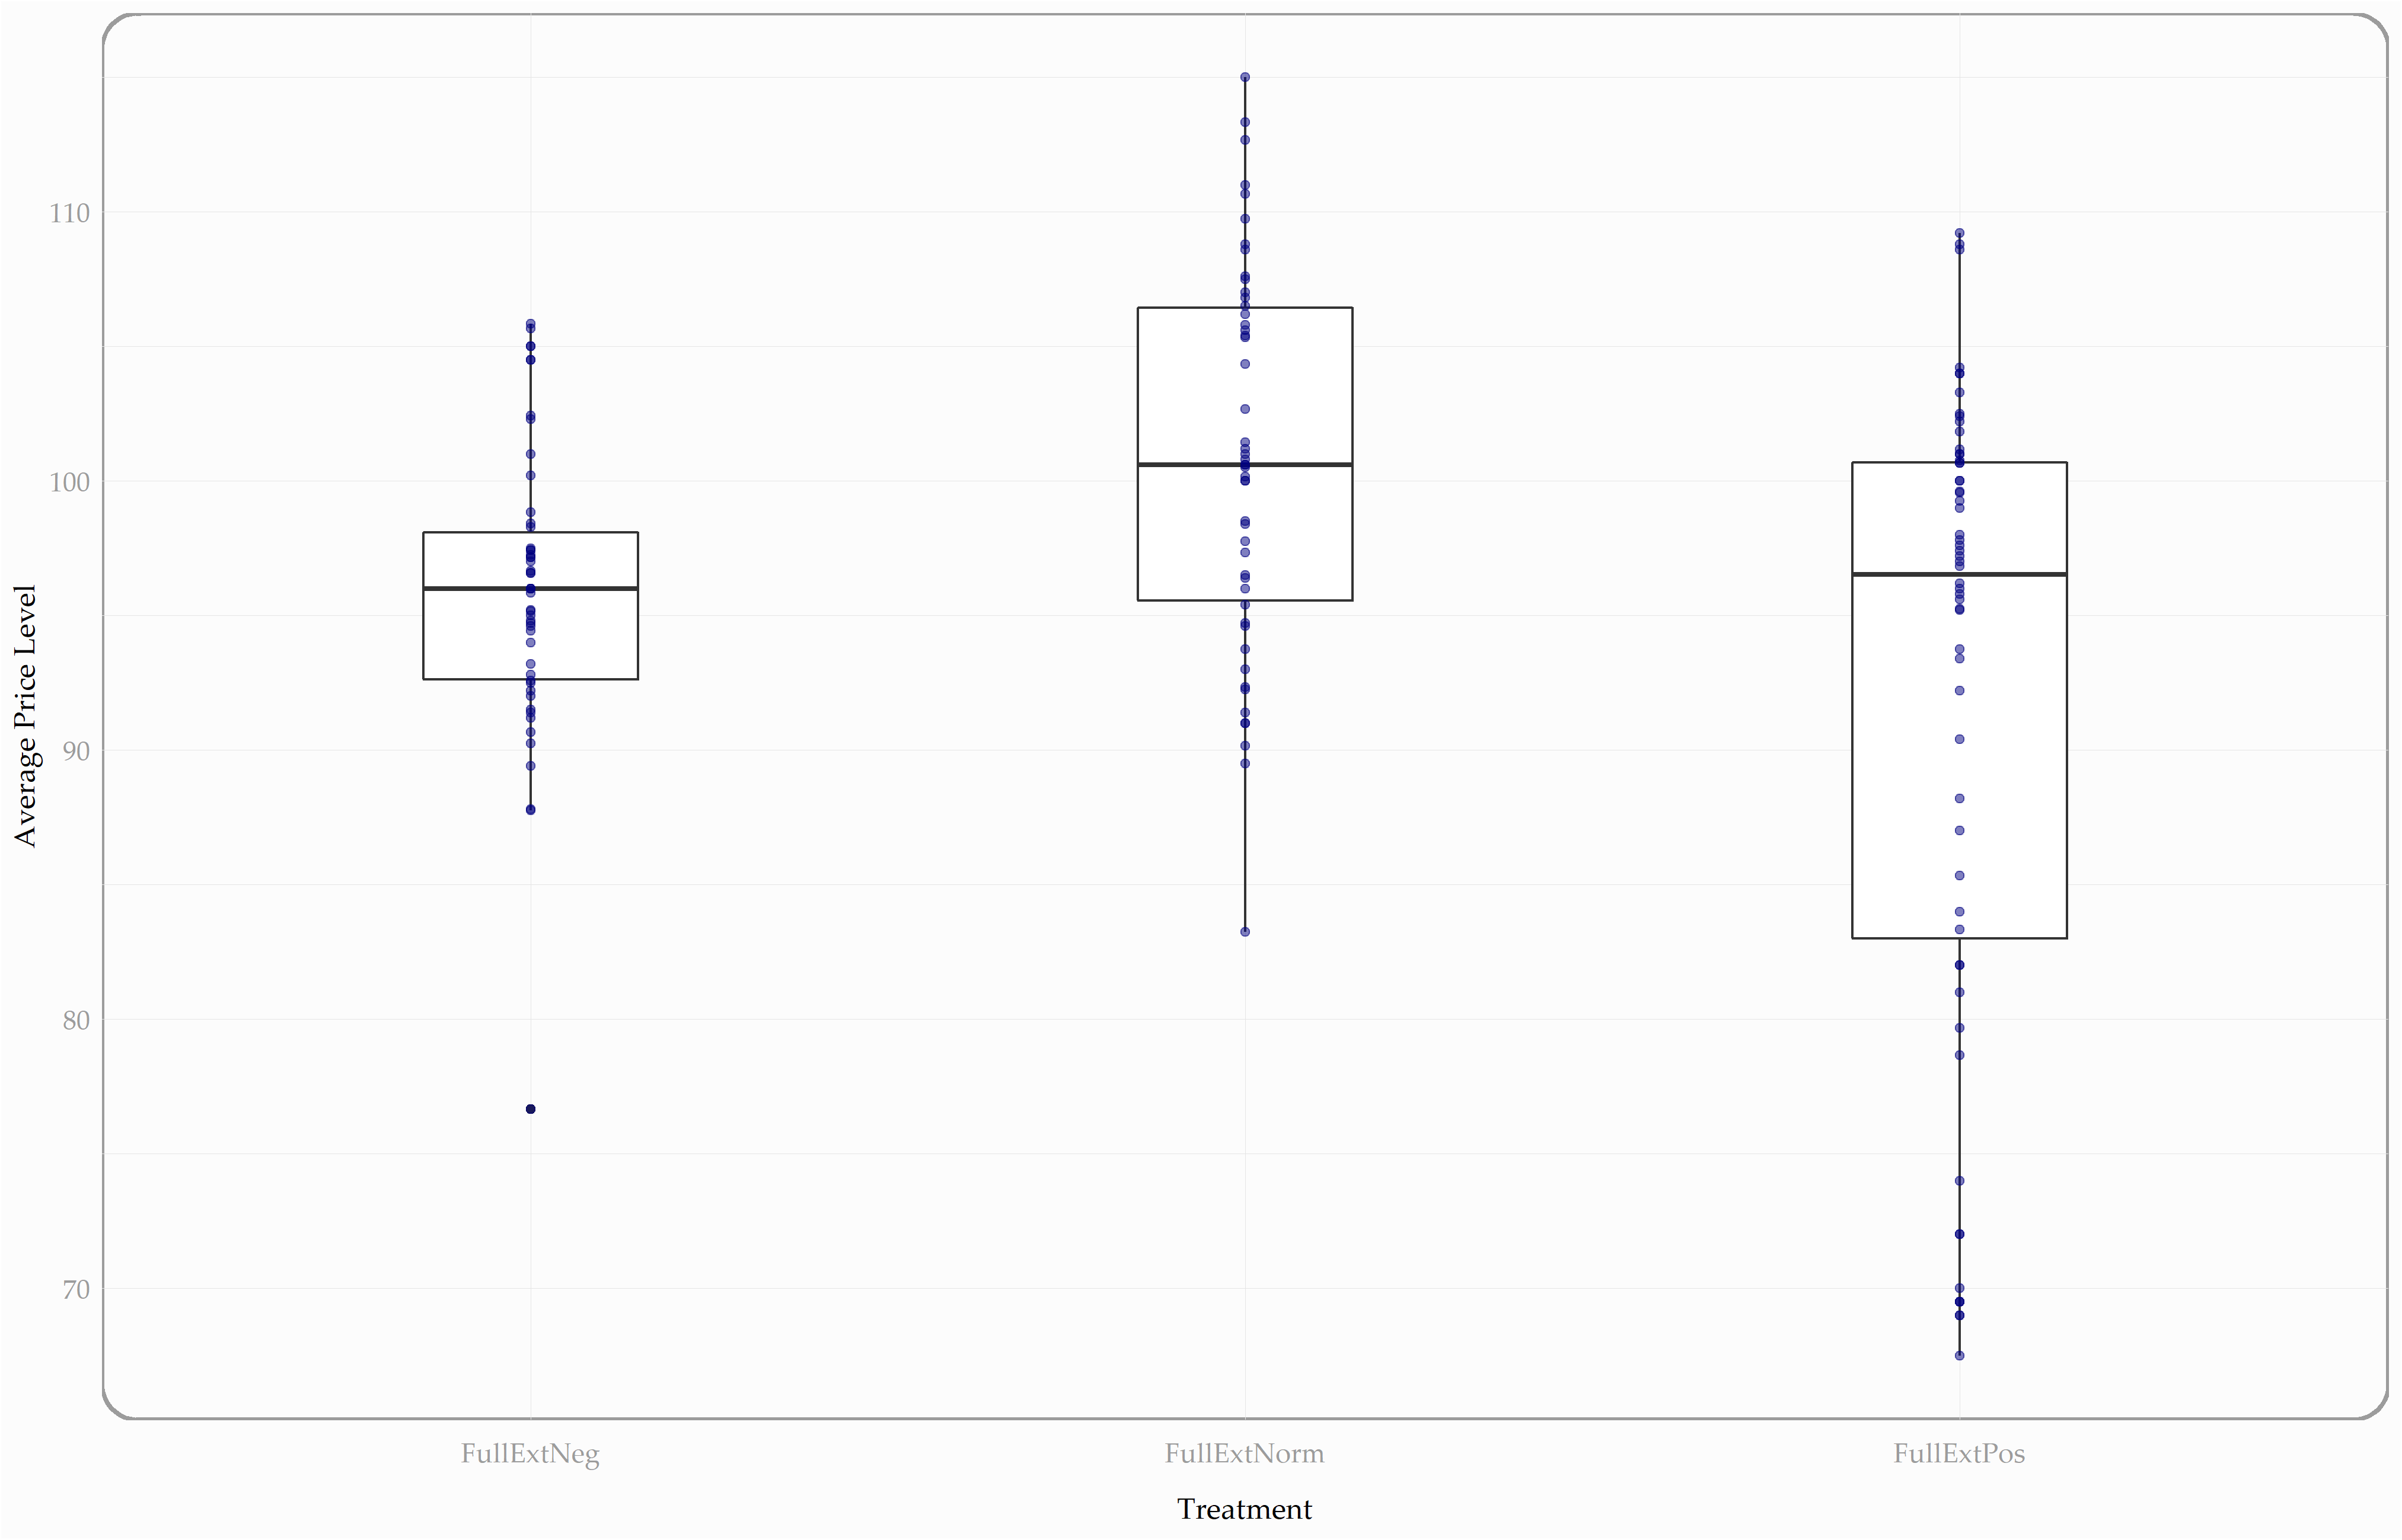 Average Price Level
110
100
90
80
70
FullExtNeg
FullExtNorm
FullExtPos
Treatment